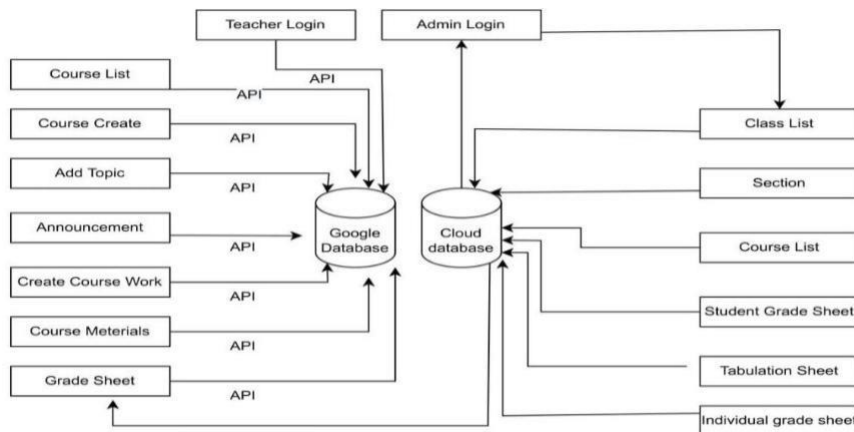 Teacher Login
Admin Login
API
Course List
API
Course Create
API
Class List
Add Topic
API
Section
Announcement
API
Google
Database
Cloud
database
Course List
Create Course Work
API
Student Grade Sheet
Course Meterials
API
Grade Sheet
API
Tabulation Sheet
Individual grade sheet